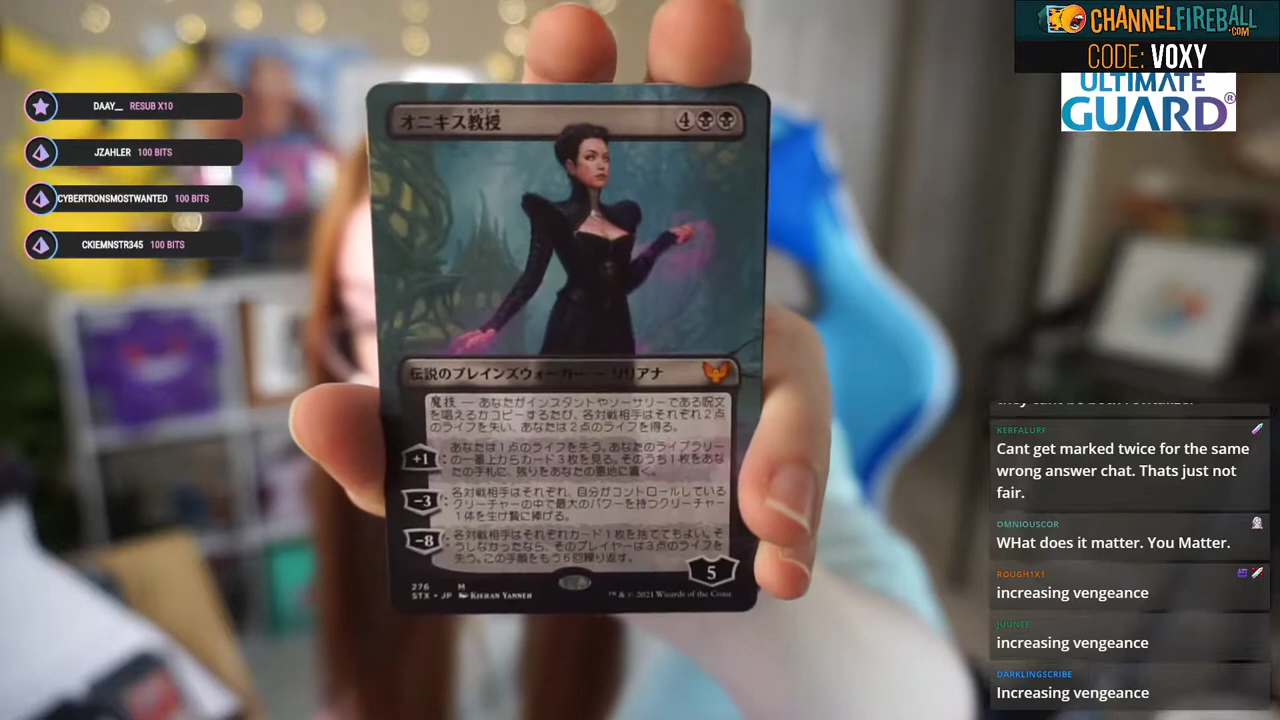 CHANNELFIREBALL
.COM
CODE: VOXY
ULTIMATE
GUARD®
DAAY__ RESUB X10
JZAHLER 100 BITS
CYBERTRONSMOSTWANTED 100 BITS
CKIEMNSTR345 100 BITS
きょうじゅ
オニキス教授 4
伝説のプレインズウォーカー — リリアナ
魔技 — あなたがインスタントやソーサリーである呪文
を唱えるかコピーするたび、各対戦相手はそれぞれ2点
のライフを失い、あなたは2点のライフを得る。
+1 : あなたは1点のライフを失う。あなたのライブラリー
の一番上からカード3枚を見る。そのうち1枚をあな
たの手札に、残りをあなたの墓地に置く。
-3 : 各対戦相手はそれぞれ、自分がコントロールしている
クリーチャーの中で最大のパワーを持つクリーチャー
1体を生け贄に捧げる。
-8 : 各対戦相手はそれぞれカード1枚を捨ててもよい。そ
うしなかったなら、そのプレイヤーは3点のライフを
失う。この手順をもう6回繰り返す。
5
276 M
STX • JP KIERAN YANNER
™ & © 2021 Wizards of the Coast
KERFALURF
Cant get marked twice for the same
wrong answer chat. Thats just not
fair.
OMNIOUSCOR
WHat does it matter. You Matter.
ROUGH1X1
increasing vengeance
JUUNEE
increasing vengeance
DARKLINGSCRIBE
Increasing vengeance